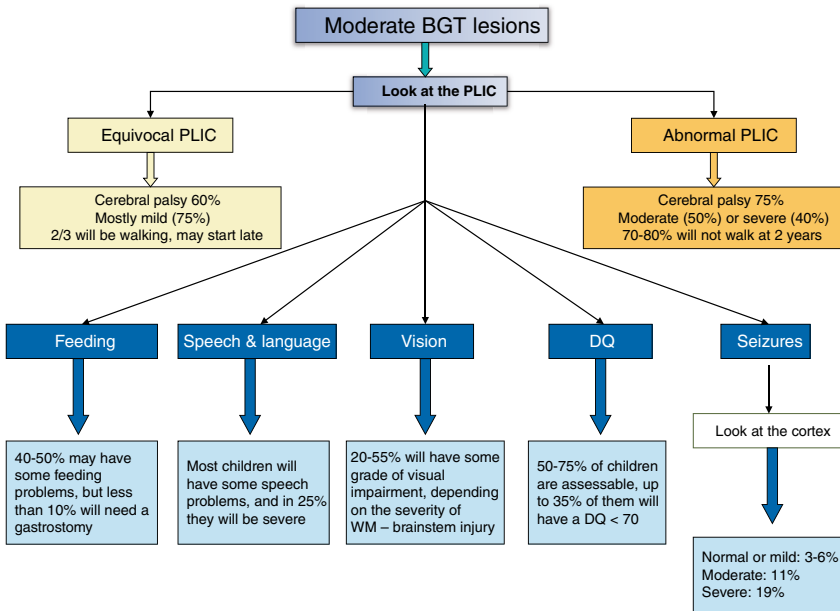 Moderate BGT lesions
Look at the PLIC
Equivocal PLIC
Abnormal PLIC
Cerebral palsy 60%
Mostly mild (75%)
2/3 will be walking, may start late
Cerebral palsy 75%
Moderate (50%) or severe (40%)
70-80% will not walk at 2 years
Feeding
Speech & language
Vision
DQ
Seizures
Look at the cortex
40-50% may have
some feeding
problems, but less
than 10% will need a
gastrostomy
Most children will
have some speech
problems, and in 25%
they will be severe
20-55% will have some
grade of visual
impairment, depending
on the severity of
WM – brainstem injury
50-75% of children
are assessable, up
to 35% of them will
have a DQ < 70
Normal or mild: 3-6%
Moderate: 11%
Severe: 19%